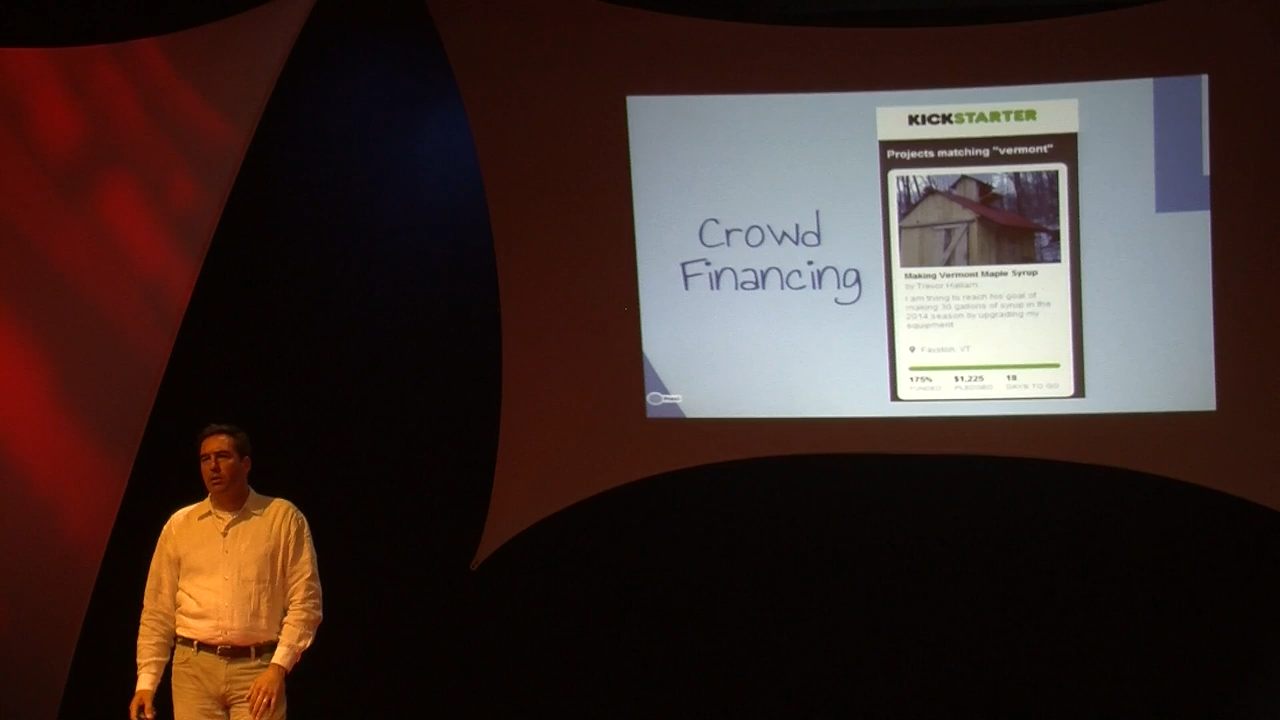 Crowd
Financing
KICKSTARTER
Projects matching "vermont"
Making Vermont Maple Syrup
by Trevor Hallam
I am trying to reach his goal of
making 30 gallons of syrup in the
2014 season by upgrading my
equipment
Fayston, VT
175% $1,225 18
FUNDED PLEDGED DAYS TO GO
Prezi